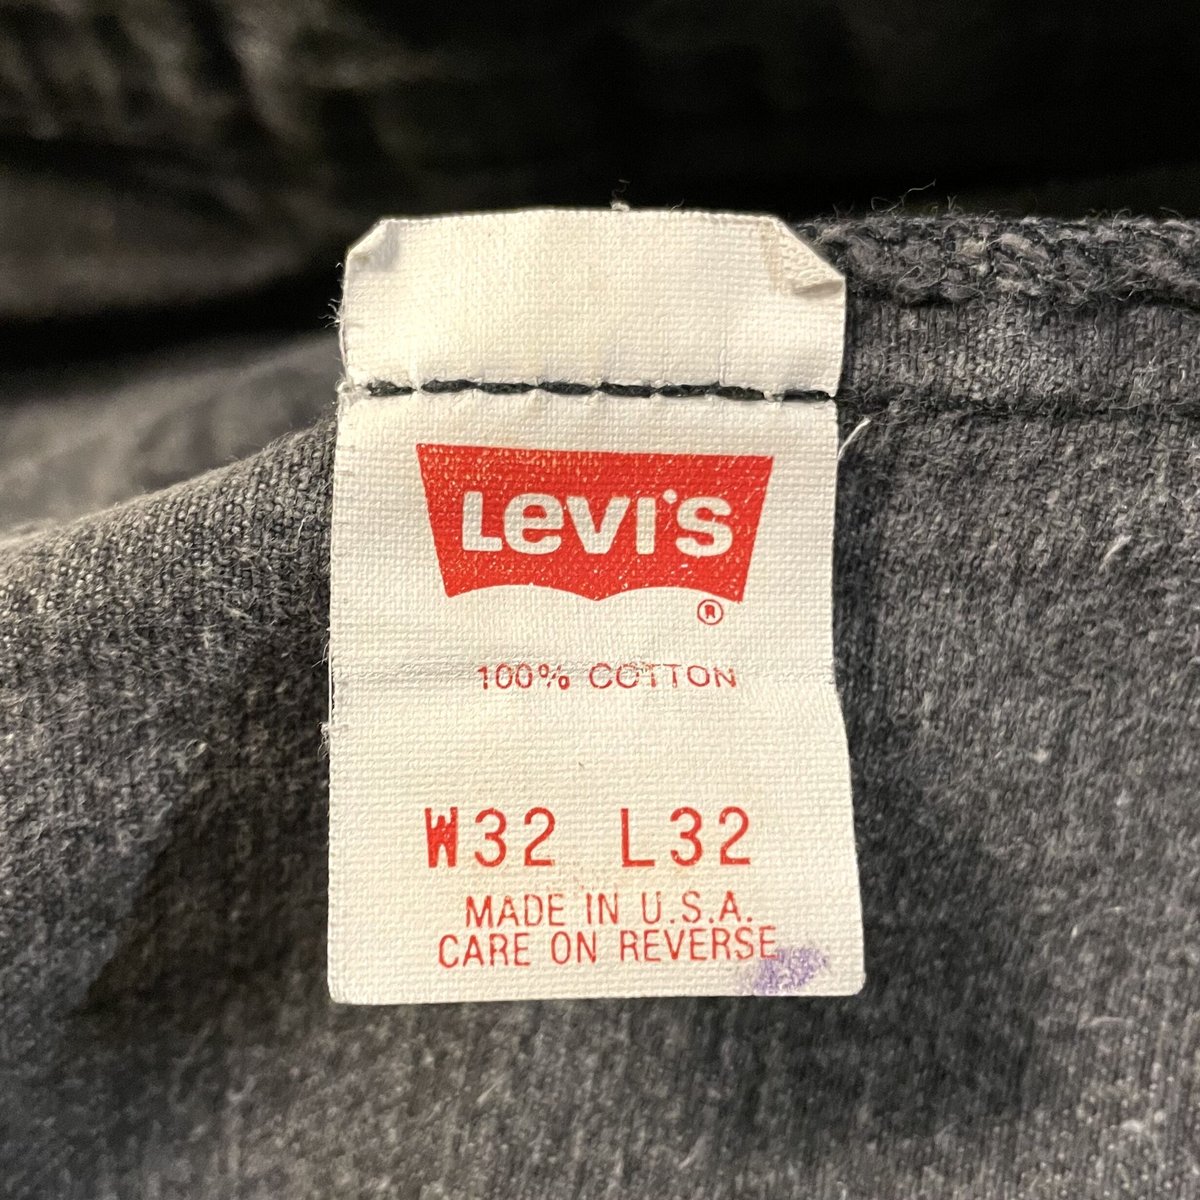 Levi's
®
100% COTTON
W32 L32
MADE IN U.S.A.
CARE ON REVERSE